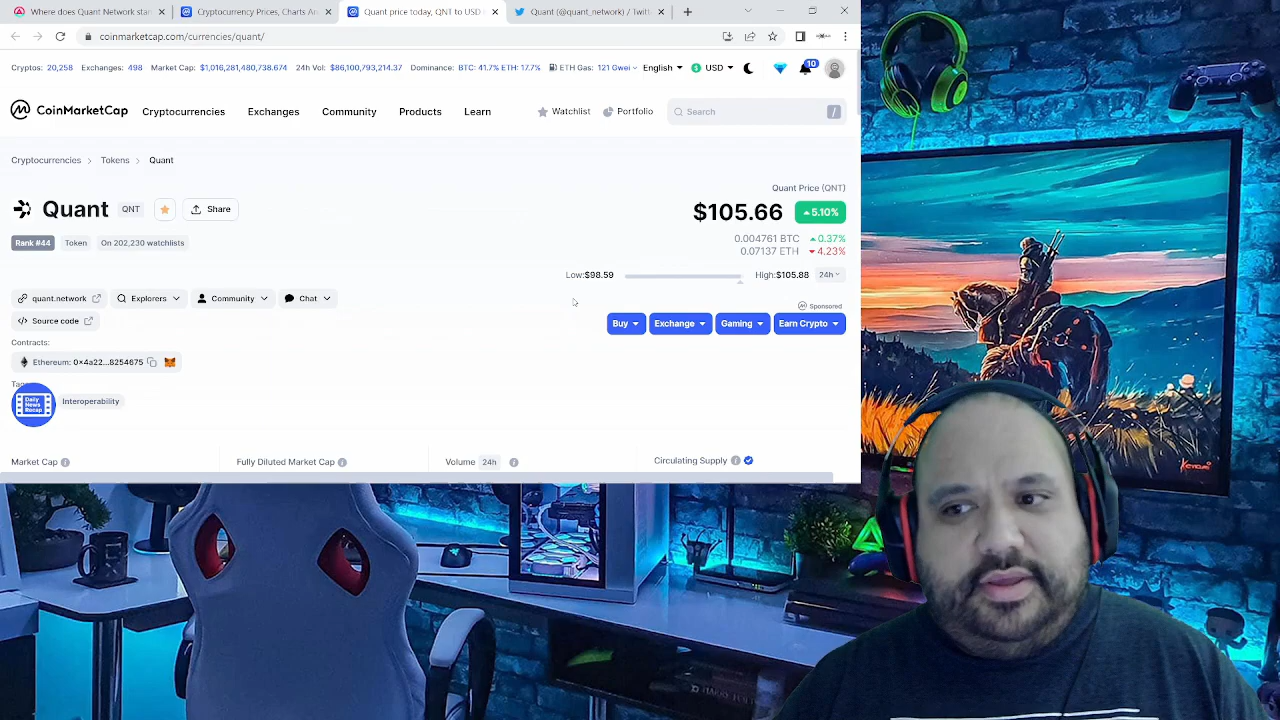 where does Quant Network stan
Cryptocurrency Prices, Charts An
Quant price today, QNT to USD
Quant (@quant_network) / Twitt
coinmarketcap.com/currencies/quant/
Cryptos: 20,258 Exchanges: 498 Market Cap: $1,016,281,480,738.674 24h Vol: $86,100,793,214.37 Dominance: BTC: 41.7% ETH: 17.7% ETH Gas: 121 Gwei English USD 10
CoinMarketCap Cryptocurrencies Exchanges Community Products Learn Watchlist Portfolio Search /
Cryptocurrencies > Tokens > Quant
Quant Price (QNT)
Quant QNT Share $105.66 5.10%
Rank #44 Token On 202,230 watchlists 0.004761 BTC 0.37%
0.07137 ETH 4.23%
Low:$98.59 High:$105.88 24h
quant.network Explorers Community Chat Sponsored
Source code Buy Exchange Gaming Earn Crypto
Contracts:
Ethereum: 0x4a22...8254675
Daily
News
Recap
Interoperability
Market Cap Fully Diluted Market Cap Volume 24h Circulating Supply